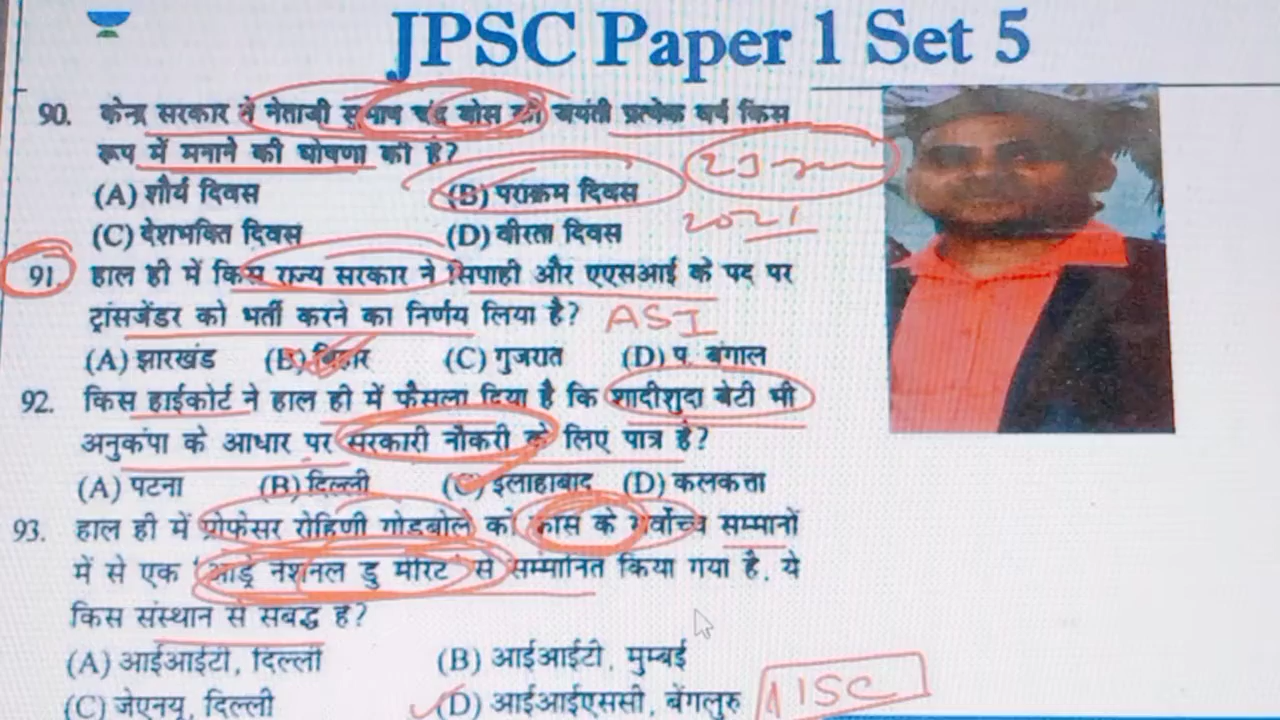 JPSC Paper 1 Set 5
90. केन्द्र सरकार ने नेताजी सुभाष चंद्र बोस की जयंती प्रत्येक वर्ष किस
रूप में मनाने की घोषणा की है?
(A) शौर्य दिवस (B) पराक्रम दिवस
(C) देशभक्ति दिवस (D) वीरता दिवस
2021
91. हाल ही में किस राज्य सरकार ने सिपाही और एएसआई के पद पर
ट्रांसजेंडर को भर्ती करने का निर्णय लिया है? ASI
(A) झारखंड (B) बिहार (C) गुजरात (D) प. बंगाल
92. किस हाईकोर्ट ने हाल ही में फैसला दिया है कि शादीशुदा बेटी भी
अनुकंपा के आधार पर सरकारी नौकरी के लिए पात्र है?
(A) पटना (B) दिल्ली (C) इलाहाबाद (D) कलकत्ता
93. हाल ही में प्रोफेसर रोहिणी गोडबोले को फ्रांस के सर्वोच्च सम्मानों
में से एक 'आर्ड्रे नेशनल डु मेरिट' से सम्मानित किया गया है, ये
किस संस्थान से संबद्ध हैं?
(A) आईआईटी, दिल्ली (B) आईआईटी, मुम्बई
(C) जेएनयू, दिल्ली (D) आईआईएससी, बेंगलुरु IISC